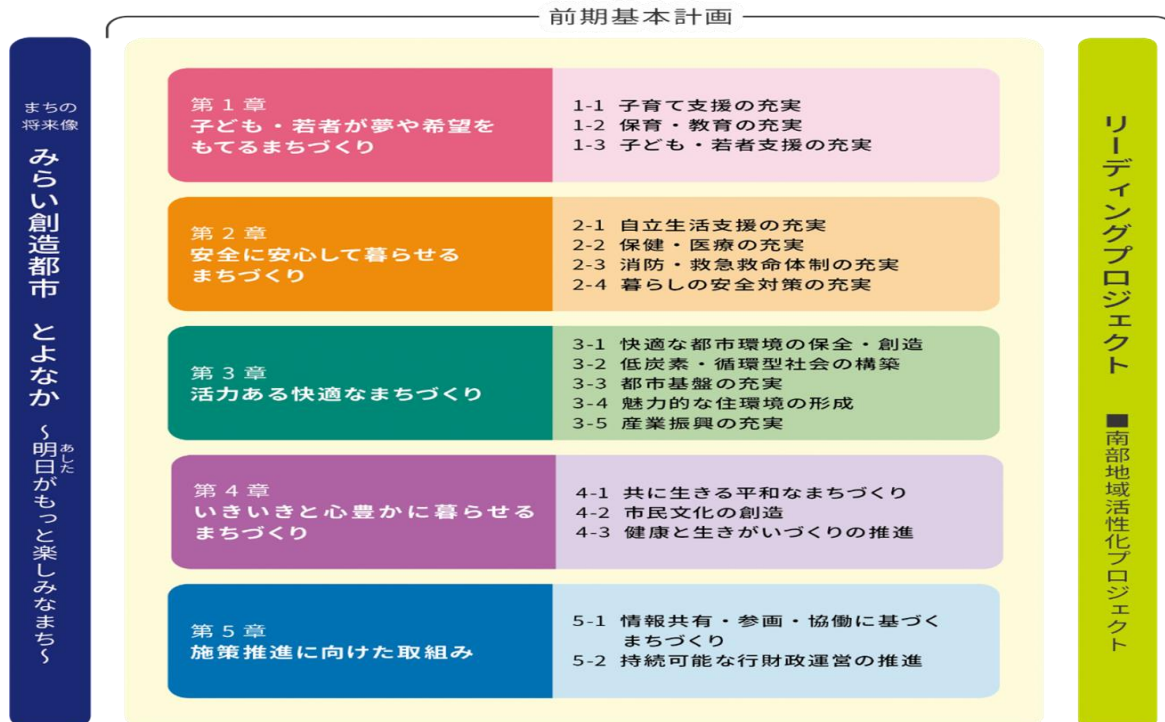 前期基本計画
まちの
将来像
みらい創造都市 とよなか
~明日がもっと楽しみなまち~
あした
第1章
子ども・若者が夢や希望を
もてるまちづくり
1-1 子育て支援の充実
1-2 保育・教育の充実
1-3 子ども・若者支援の充実
第2章
安全に安心して暮らせる
まちづくり
2-1 自立生活支援の充実
2-2 保健・医療の充実
2-3 消防・救急救命体制の充実
2-4 暮らしの安全対策の充実
第3章
活力ある快適なまちづくり
3-1 快適な都市環境の保全・創造
3-2 低炭素・循環型社会の構築
3-3 都市基盤の充実
3-4 魅力的な住環境の形成
3-5 産業振興の充実
第4章
いきいきと心豊かに暮らせる
まちづくり
4-1 共に生きる平和なまちづくり
4-2 市民文化の創造
4-3 健康と生きがいづくりの推進
第5章
施策推進に向けた取組み
5-1 情報共有・参画・協働に基づく
まちづくり
5-2 持続可能な行財政運営の推進
リーディングプロジェクト ■南部地域活性化プロジェクト